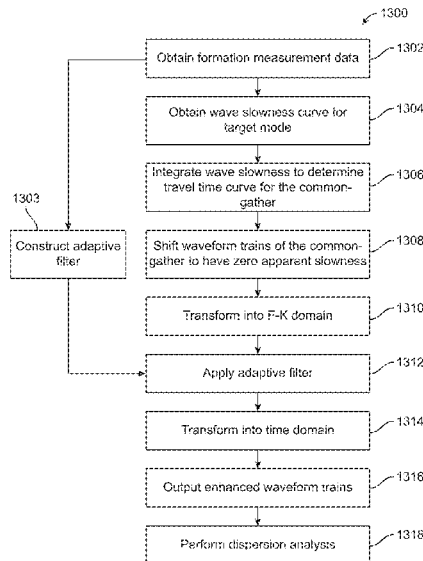 1300
Obtain formation measurement data
1302
Obtain wave slowness curve for
target mode
1304
Integrate wave slowness to determine
travel time curve for the common-
gather
1306
1303
Construct adaptive
filter
Shift waveform trains of the common-
gather to have zero apparent slowness
1308
Transform into F-K domain
1310
Apply adaptive filter
1312
Transform into time domain
1314
Output enhanced waveform trains
1316
Perform dispersion analysis
1318